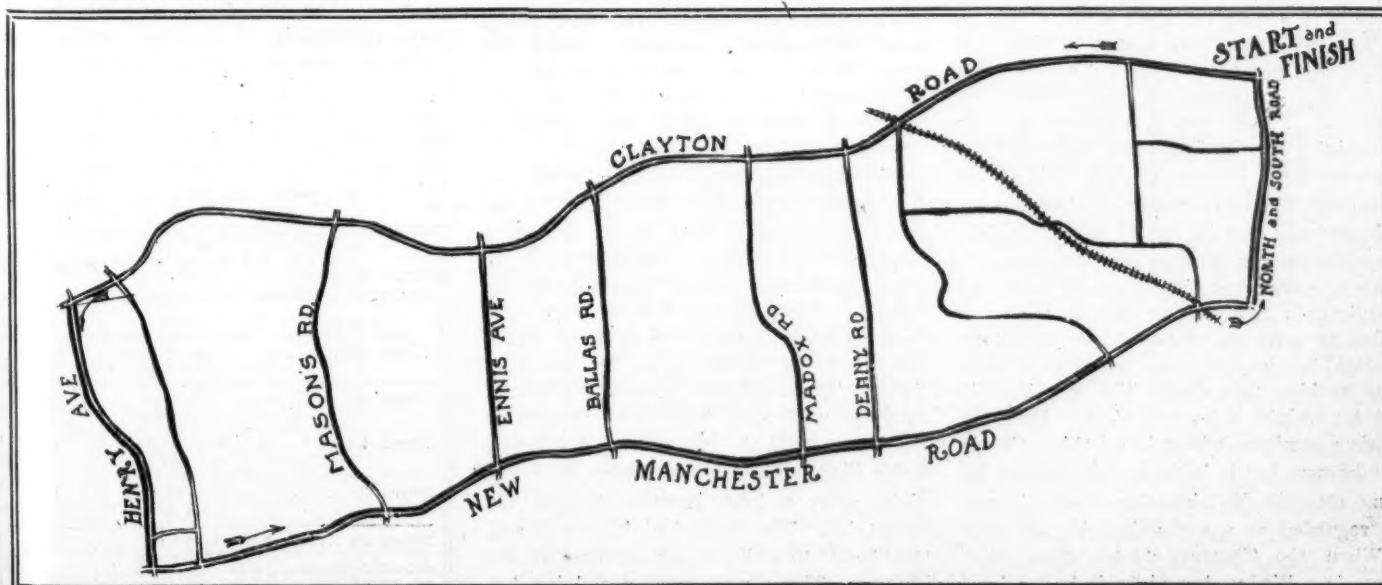 START and
FINISH
ROAD
CLAYTON
NORTH and SOUTH ROAD
MASON'S RD.
ENNIS AVE
BALLAS RD.
MADOX RD
DENNY RD
HENRY AVE
NEW MANCHESTER ROAD